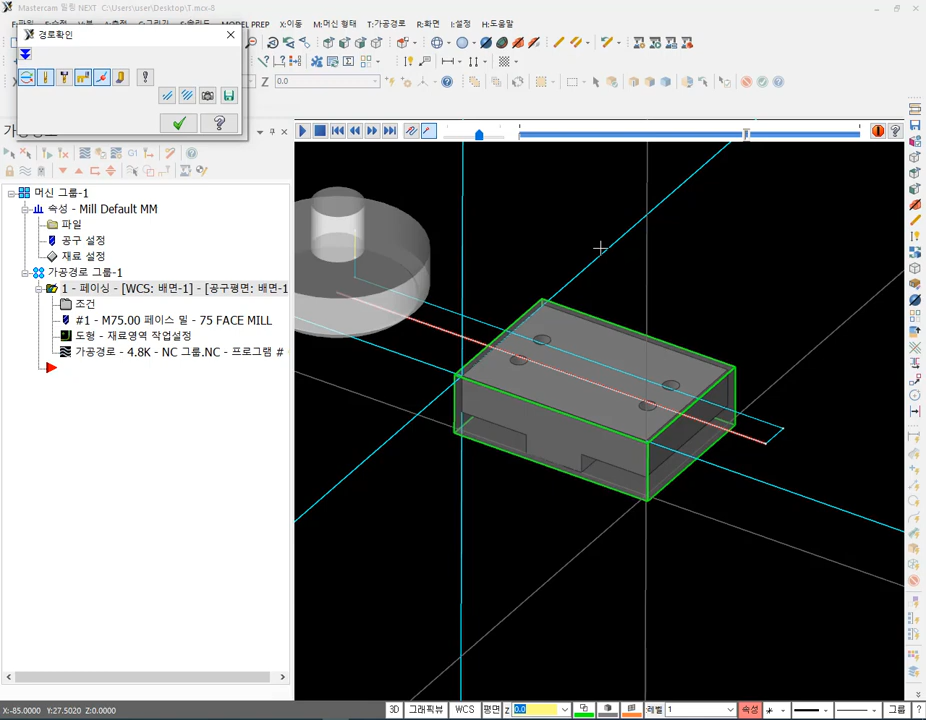 Mastercam 밀링 NEXT  C:\Users\user\Desktop\T.mcx-8
MODEL PREP X:이동 M:머신 형태 T:가공경로 R:화면 I:설정 H:도움말
경로확인
0.0
G1
머신 그룹-1
속성 - Mill Default MM
파일
공구 설정
재료 설정
가공경로 그룹-1
1 - 페이싱 - [WCS: 배면-1] - [공구평면: 배면-1
조건
#1 - M75.00 페이스 밀 - 75 FACE MILL
도형 - 재료영역 작업설정
가공경로 - 4.8K - NC 그룹.NC - 프로그램 #
X:-85.0000 Y:27.5020 Z:0.0000
3D 그래픽뷰 WCS 평면 Z 0.0 레벨 1 속성 그룹 ?